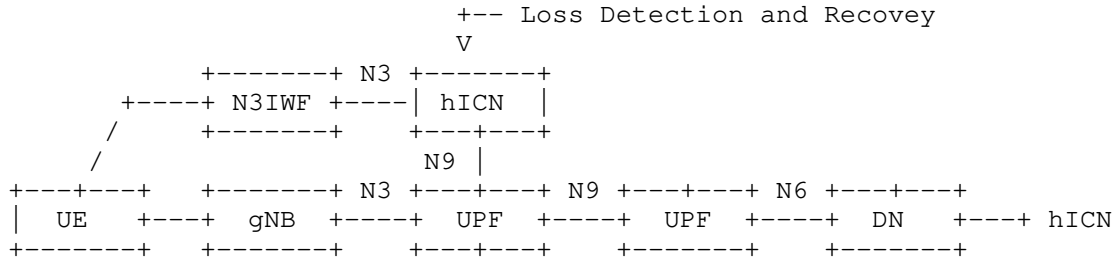 +-- Loss Detection and Recovey
V
+-------+ N3 +-------+
+----+ N3IWF +----| hICN |
/ +-------+ +---+---+
/ N9 |
+---+---+ +-------+ N3 +---+---+ N9 +---+---+ N6 +---+---+
| UE +---+ gNB +----+ UPF +----+ UPF +----+ DN +---+ hICN
+-------+ +-------+ +-------+ +-------+ +-------+